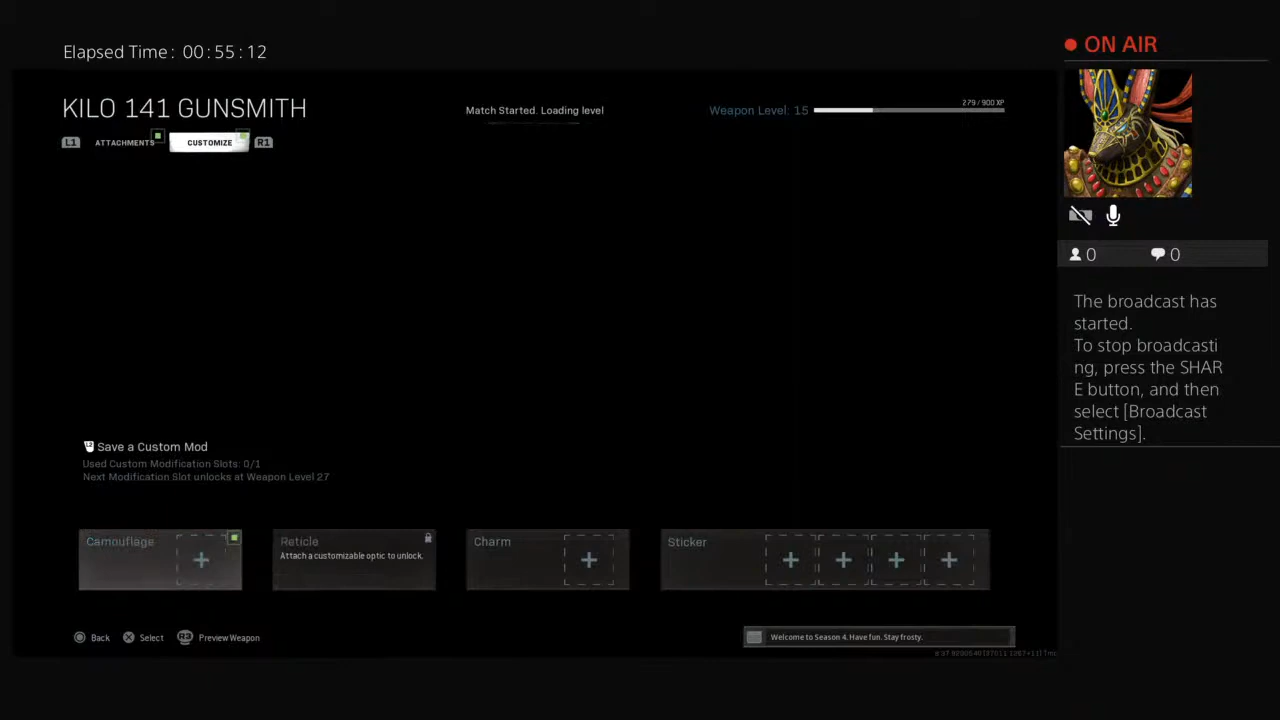 Elapsed Time: 00:55:12
ON AIR
KILO 141 GUNSMITH
Match Started. Loading level
Weapon Level: 15
279 / 900 XP
L1 ATTACHMENTS CUSTOMIZE R1
0 0
The broadcast has
started.
To stop broadcasti
ng, press the SHAR
E button, and then
select [Broadcast
Settings].
L2 Save a Custom Mod
Used Custom Modification Slots: 0/1
Next Modification Slot unlocks at Weapon Level 27
Camouflage
Reticle
Attach a customizable optic to unlock.
Charm
Sticker
Back Select R3 Preview Weapon
Welcome to Season 4. Have fun. Stay frosty.